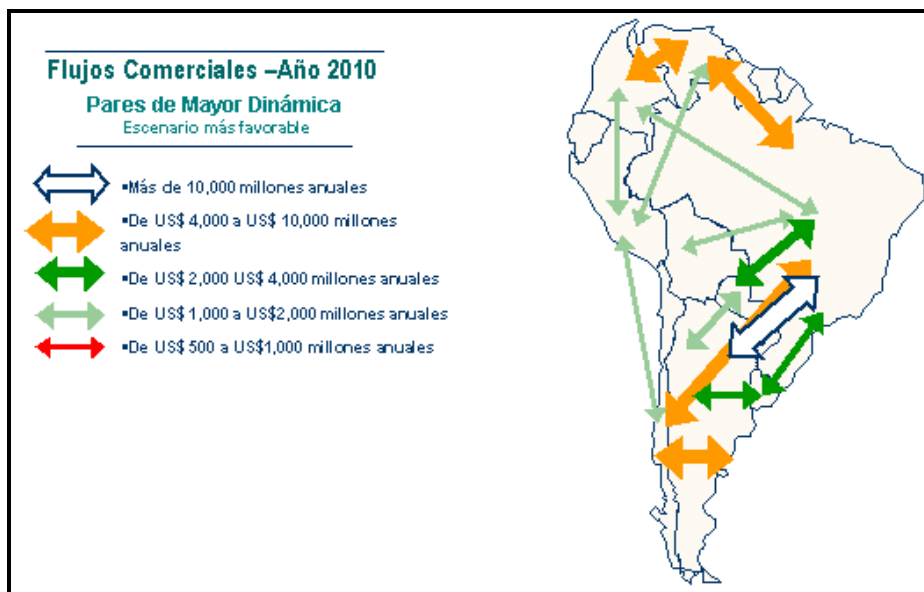 Flujos Comerciales –Año 2010
Pares de Mayor Dinámica
Escenario más favorable
▪Más de 10,000 millones anuales
▪De US$ 4,000 a US$ 10,000 millones
anuales
▪De US$ 2,000 US$ 4,000 millones anuales
▪De US$ 1,000 a US$2,000 millones anuales
▪De US$ 500 a US$1,000 millones anuales